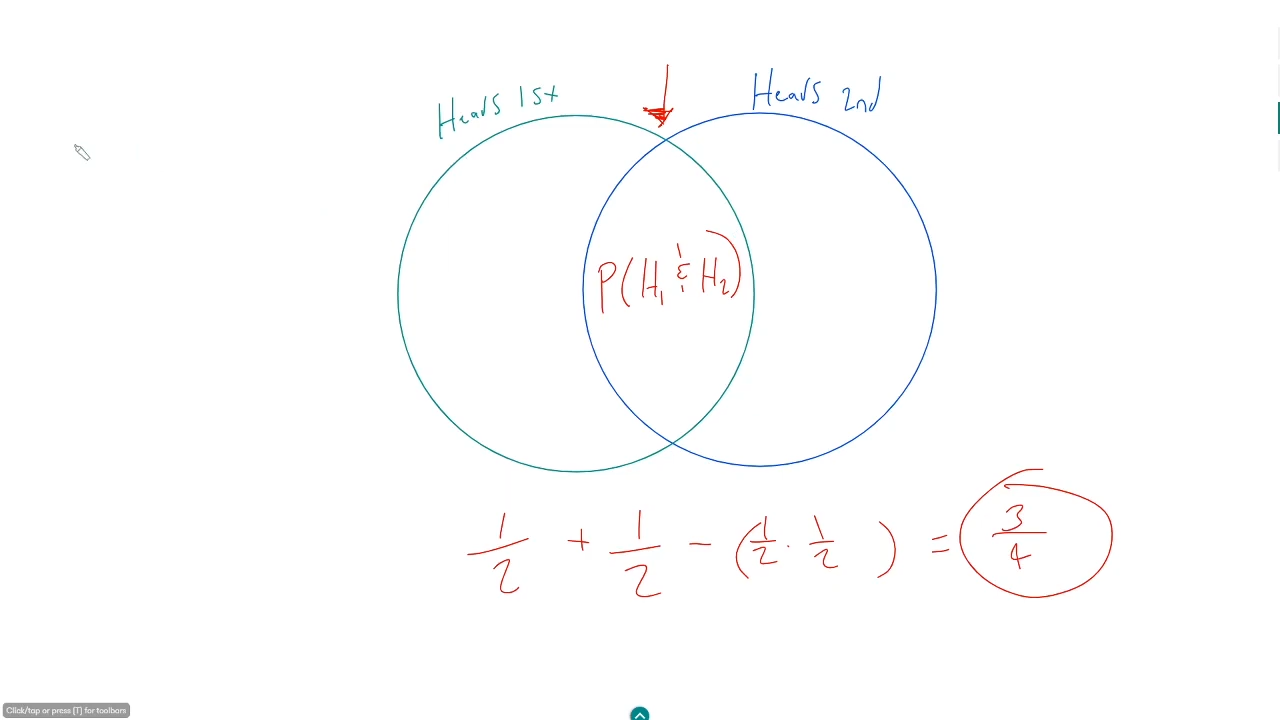 Heads 1st
Heads 2nd
P(H₁ & H₂)
1/2 + 1/2 - (1/2 · 1/2) = 3/4
Click/tap or press [T] for toolbars